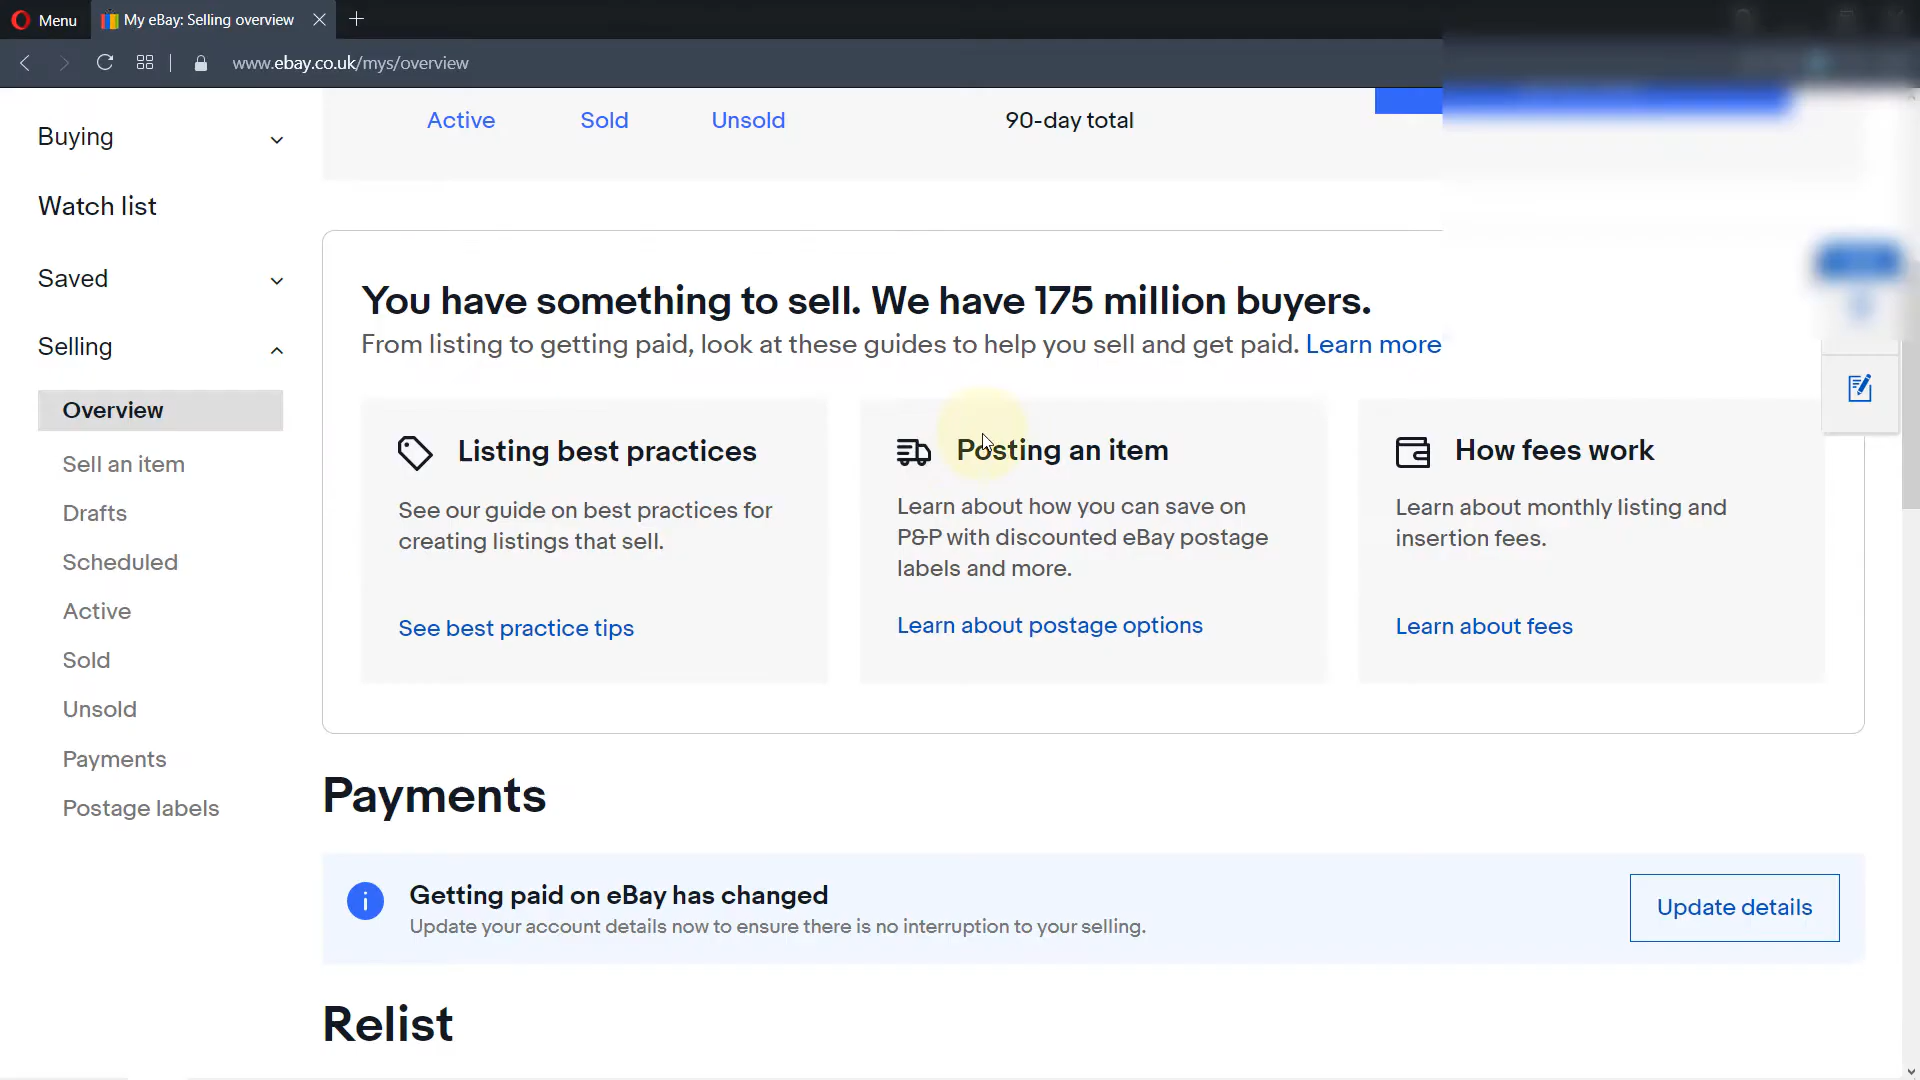 Menu
My eBay: Selling overview
www.ebay.co.uk/mys/overview
Buying
Watch list
Saved
Selling
Overview
Sell an item
Drafts
Scheduled
Active
Sold
Unsold
Payments
Postage labels
Active Sold Unsold 90-day total
You have something to sell. We have 175 million buyers.
From listing to getting paid, look at these guides to help you sell and get paid. Learn more
Listing best practices
See our guide on best practices for
creating listings that sell.
See best practice tips
Posting an item
Learn about how you can save on
P&P with discounted eBay postage
labels and more.
Learn about postage options
How fees work
Learn about monthly listing and
insertion fees.
Learn about fees
Payments
Getting paid on eBay has changed
Update your account details now to ensure there is no interruption to your selling.
Update details
Relist